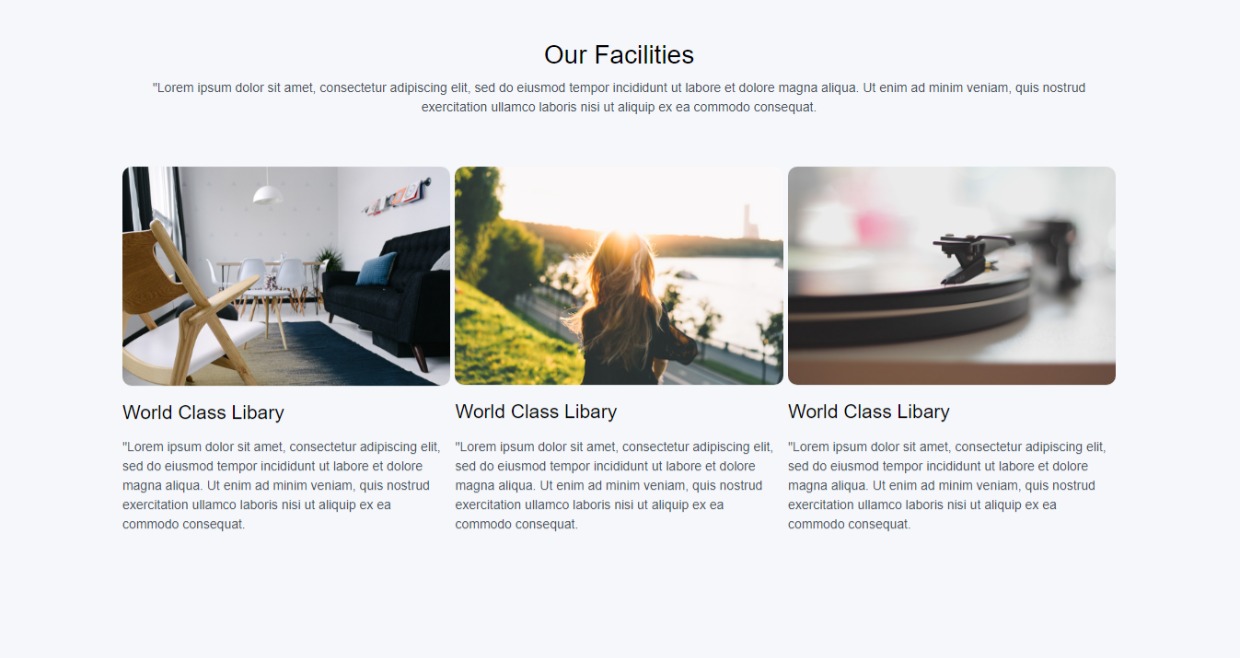 Our Facilities
"Lorem ipsum dolor sit amet, consectetur adipiscing elit, sed do eiusmod tempor incididunt ut labore et dolore magna aliqua. Ut enim ad minim veniam, quis nostrud
exercitation ullamco laboris nisi ut aliquip ex ea commodo consequat.
World Class Libary
"Lorem ipsum dolor sit amet, consectetur adipiscing elit,
sed do eiusmod tempor incididunt ut labore et dolore
magna aliqua. Ut enim ad minim veniam, quis nostrud
exercitation ullamco laboris nisi ut aliquip ex ea
commodo consequat.
World Class Libary
"Lorem ipsum dolor sit amet, consectetur adipiscing elit,
sed do eiusmod tempor incididunt ut labore et dolore
magna aliqua. Ut enim ad minim veniam, quis nostrud
exercitation ullamco laboris nisi ut aliquip ex ea
commodo consequat.
World Class Libary
"Lorem ipsum dolor sit amet, consectetur adipiscing elit,
sed do eiusmod tempor incididunt ut labore et dolore
magna aliqua. Ut enim ad minim veniam, quis nostrud
exercitation ullamco laboris nisi ut aliquip ex ea
commodo consequat.